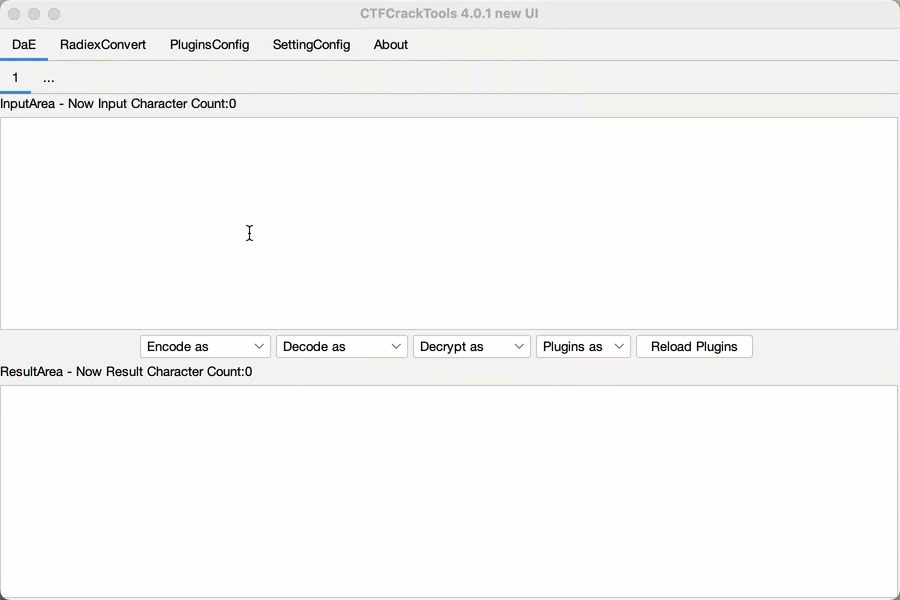 CTFCrackTools 4.0.1 new UI
DaE RadiexConvert PluginsConfig SettingConfig About
1 ...
InputArea - Now Input Character Count:0
Encode as Decode as Decrypt as Plugins as Reload Plugins
ResultArea - Now Result Character Count:0